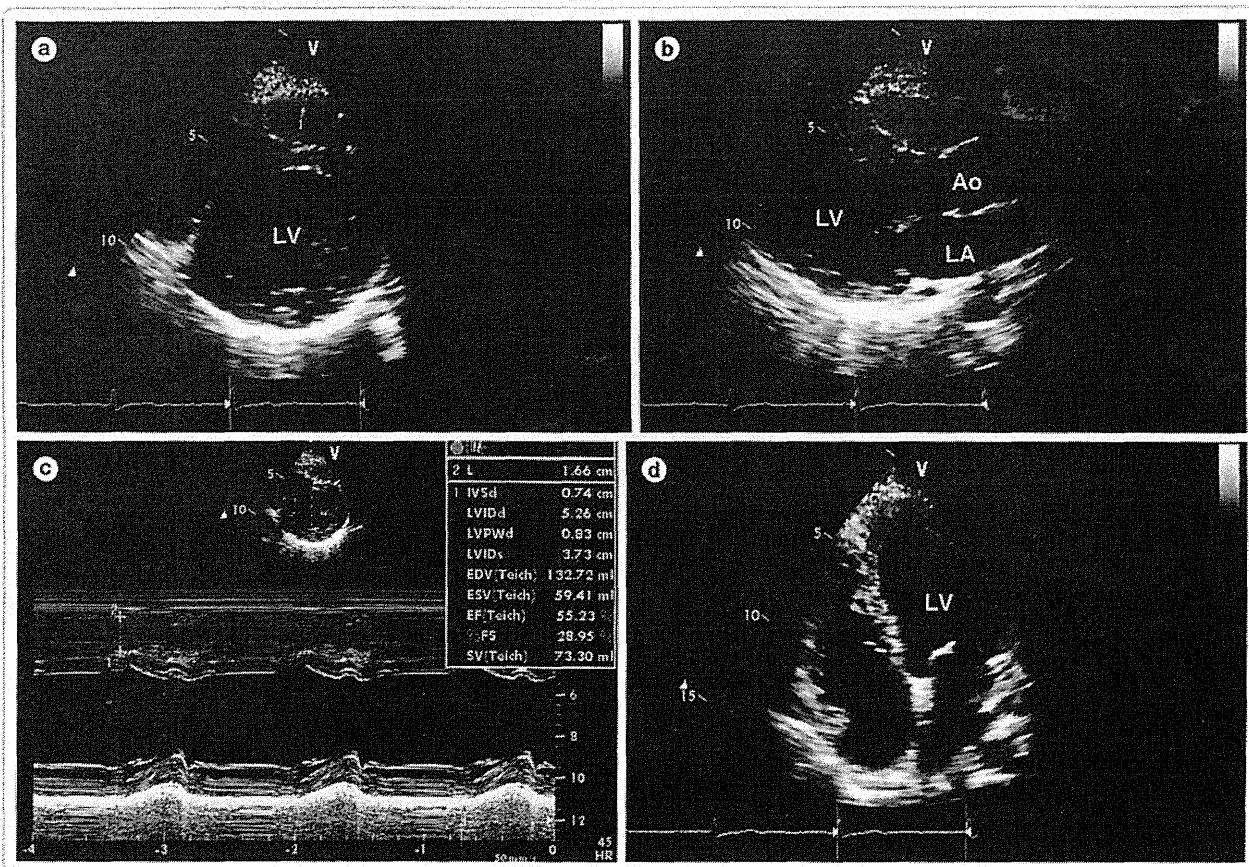 a
V
5
10
LV
b
V
5
10
LV
Ao
LA
c
V
5
10
2 L 1.66 cm
1 IVSd 0.74 cm
LVIDd 5.26 cm
LVPWd 0.83 cm
LVIDs 3.73 cm
EDV(Teich) 132.72 ml
ESV(Teich) 59.41 ml
EF(Teich) 55.23 %
%FS 28.95 %
SV(Teich) 73.30 ml
2
1
6
8
10
12
-4 -3 -2 -1 0
45
HR
d
V
5
10
15
LV